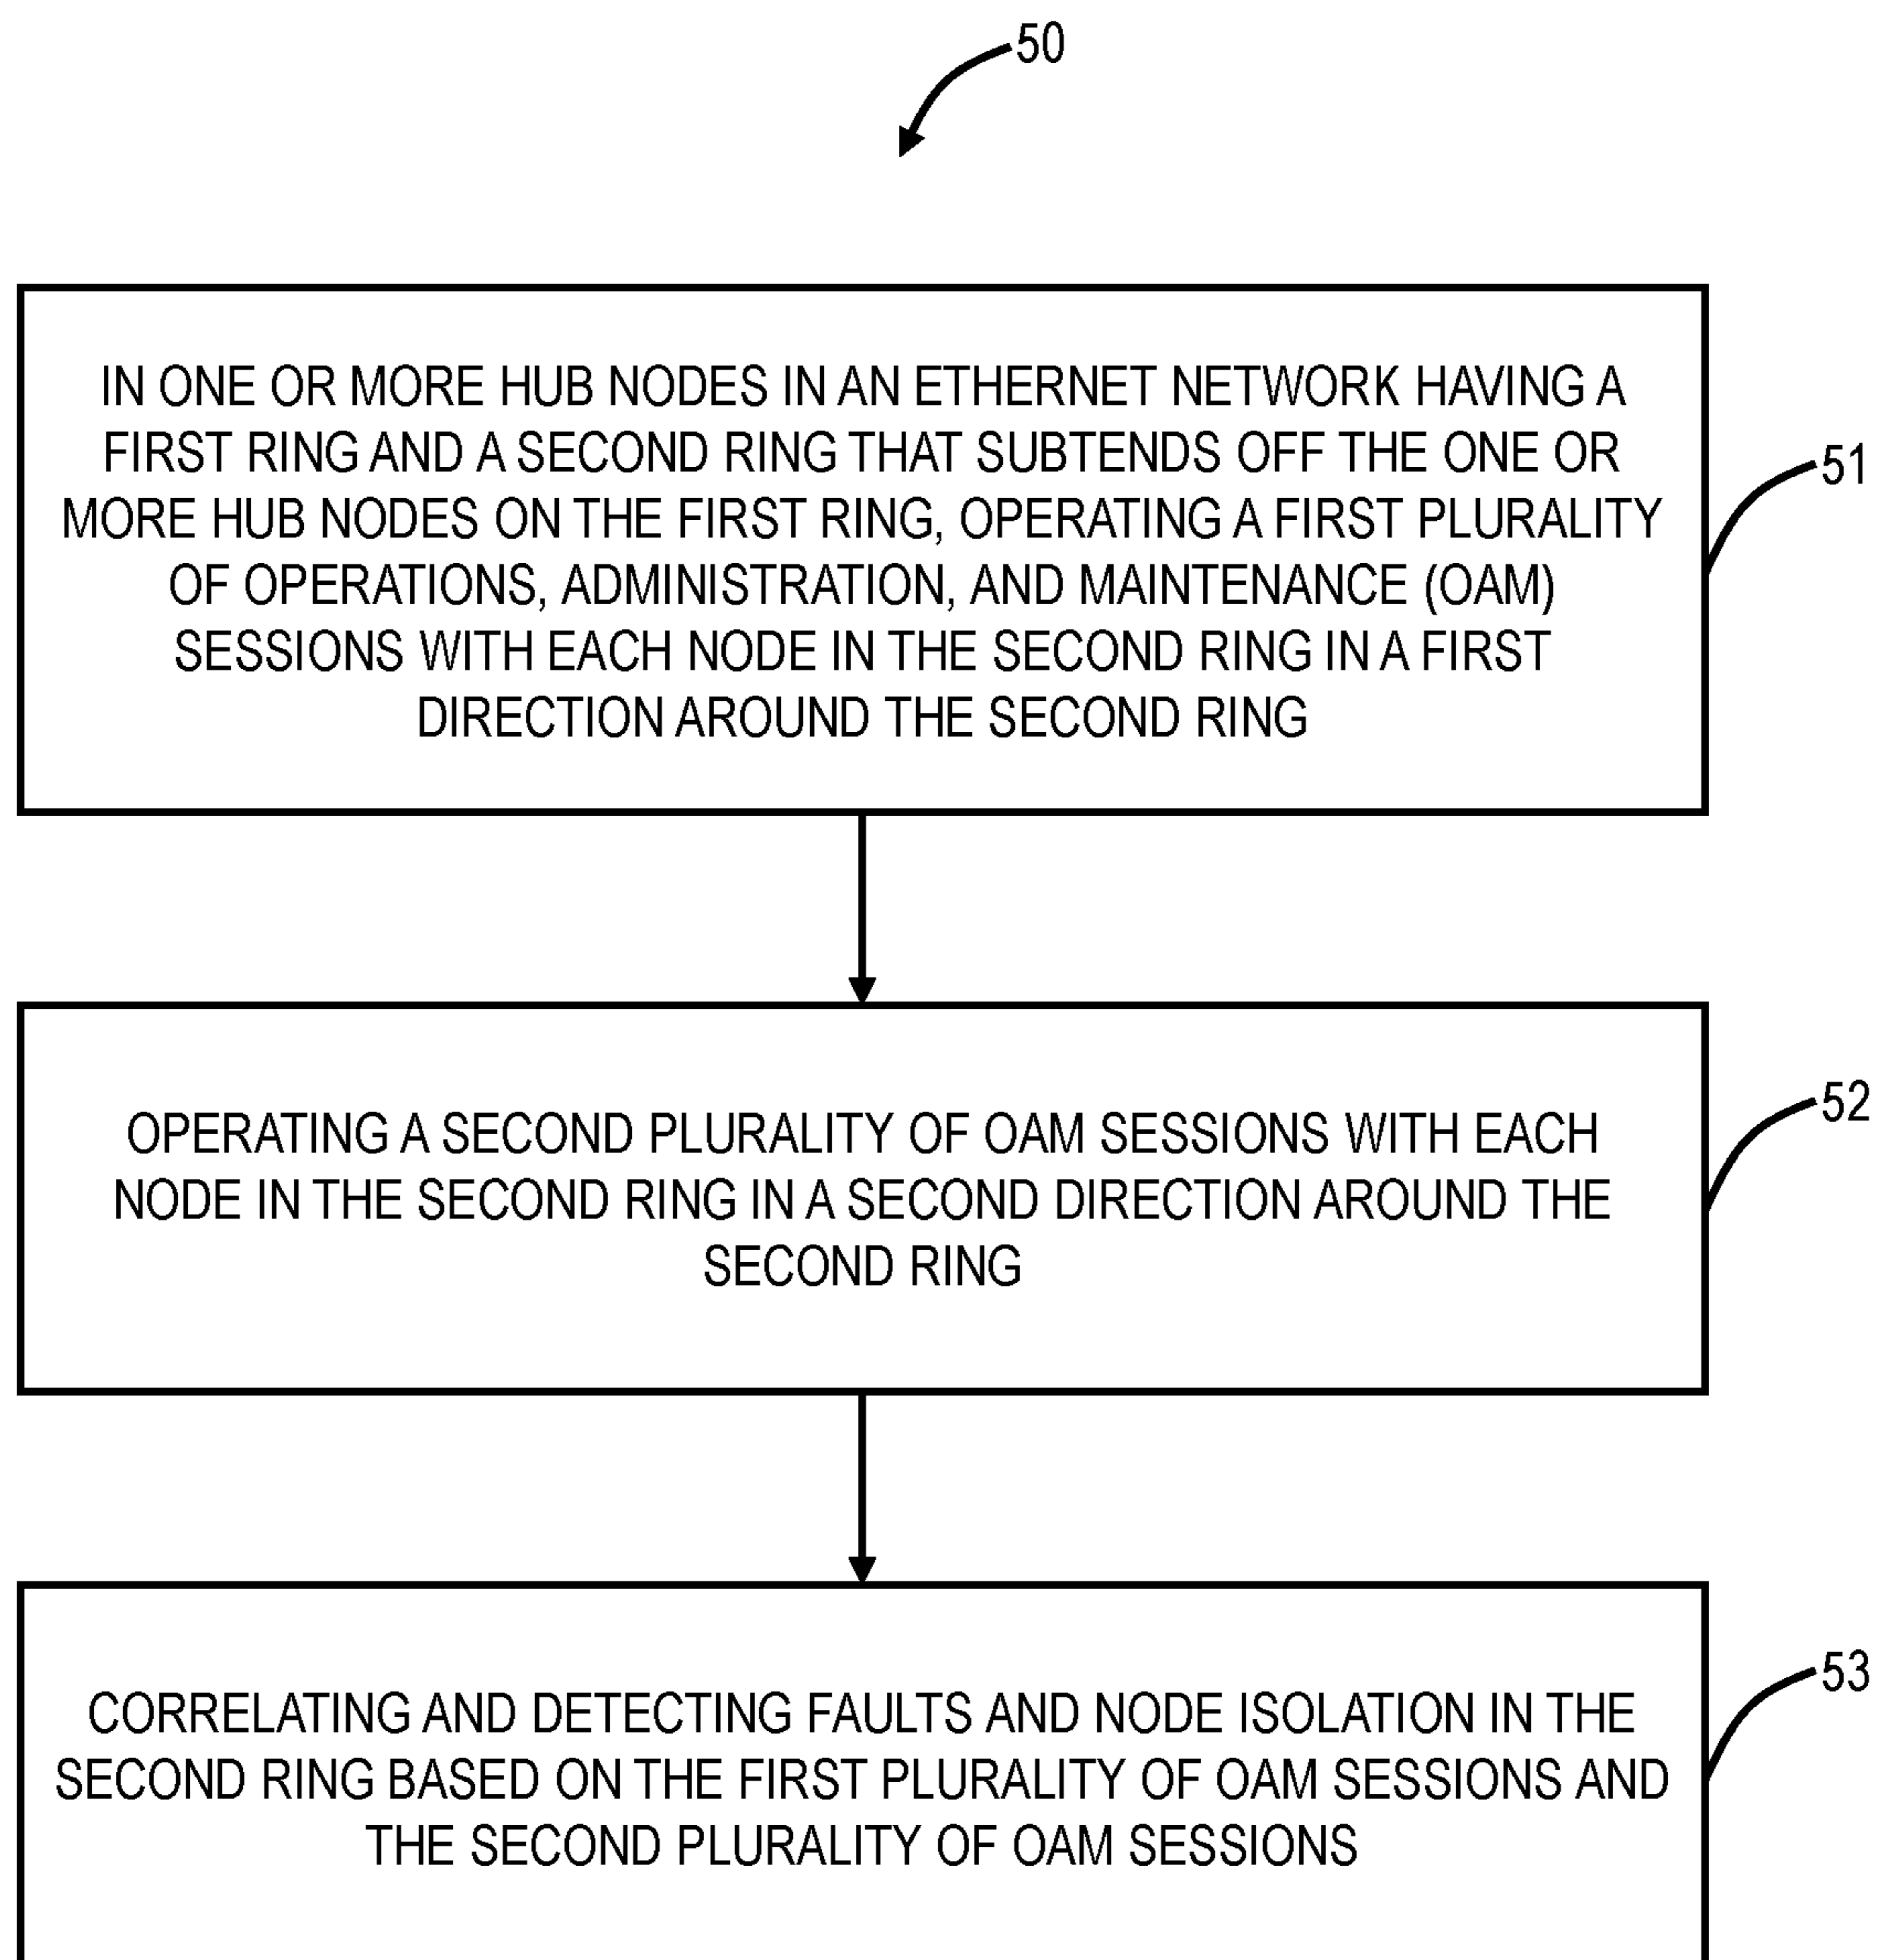 50
IN ONE OR MORE HUB NODES IN AN ETHERNET NETWORK HAVING A
FIRST RING AND A SECOND RING THAT SUBTENDS OFF THE ONE OR
MORE HUB NODES ON THE FIRST RING, OPERATING A FIRST PLURALITY
OF OPERATIONS, ADMINISTRATION, AND MAINTENANCE (OAM)
SESSIONS WITH EACH NODE IN THE SECOND RING IN A FIRST
DIRECTION AROUND THE SECOND RING
51
OPERATING A SECOND PLURALITY OF OAM SESSIONS WITH EACH
NODE IN THE SECOND RING IN A SECOND DIRECTION AROUND THE
SECOND RING
52
CORRELATING AND DETECTING FAULTS AND NODE ISOLATION IN THE
SECOND RING BASED ON THE FIRST PLURALITY OF OAM SESSIONS AND
THE SECOND PLURALITY OF OAM SESSIONS
53